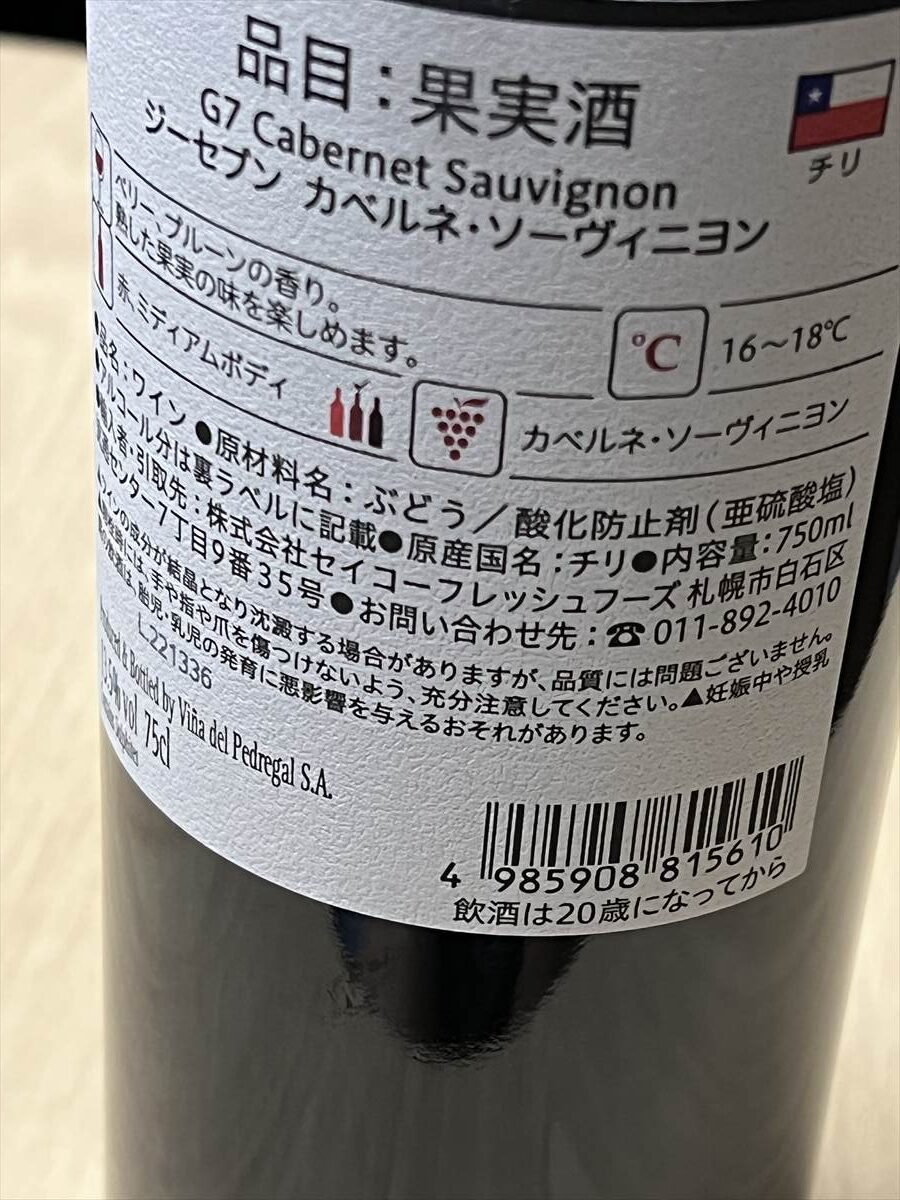 品目：果実酒
チリ
G7 Cabernet Sauvignon
ジーセブン カベルネ・ソーヴィニヨン
ベリー、プルーンの香り。
熟した果実の味を楽しめます。
℃
16～18℃
赤、ミディアムボディ
カベルネ・ソーヴィニヨン
●品名：ワイン●原材料名：ぶどう／酸化防止剤（亜硫酸塩）
●アルコール分は裏ラベルに記載●原産国名：チリ●内容量：750ml
輸入者・引取先：株式会社セイコーフレッシュフーズ 札幌市白石区
センター7丁目9番35号●お問い合わせ先：☎011-892-4010
ワインの成分が結晶となり沈澱する場合がありますが、品質には問題ございません。
には、手や指や爪を傷つけないよう、充分注意してください。▲妊娠中や授乳
は、胎児・乳児の発育に悪影響を与えるおそれがあります。
L221336
& Bottled by Viña del Pedregal S.A.
vol 75cl
4 985908 815610
飲酒は20歳になってから